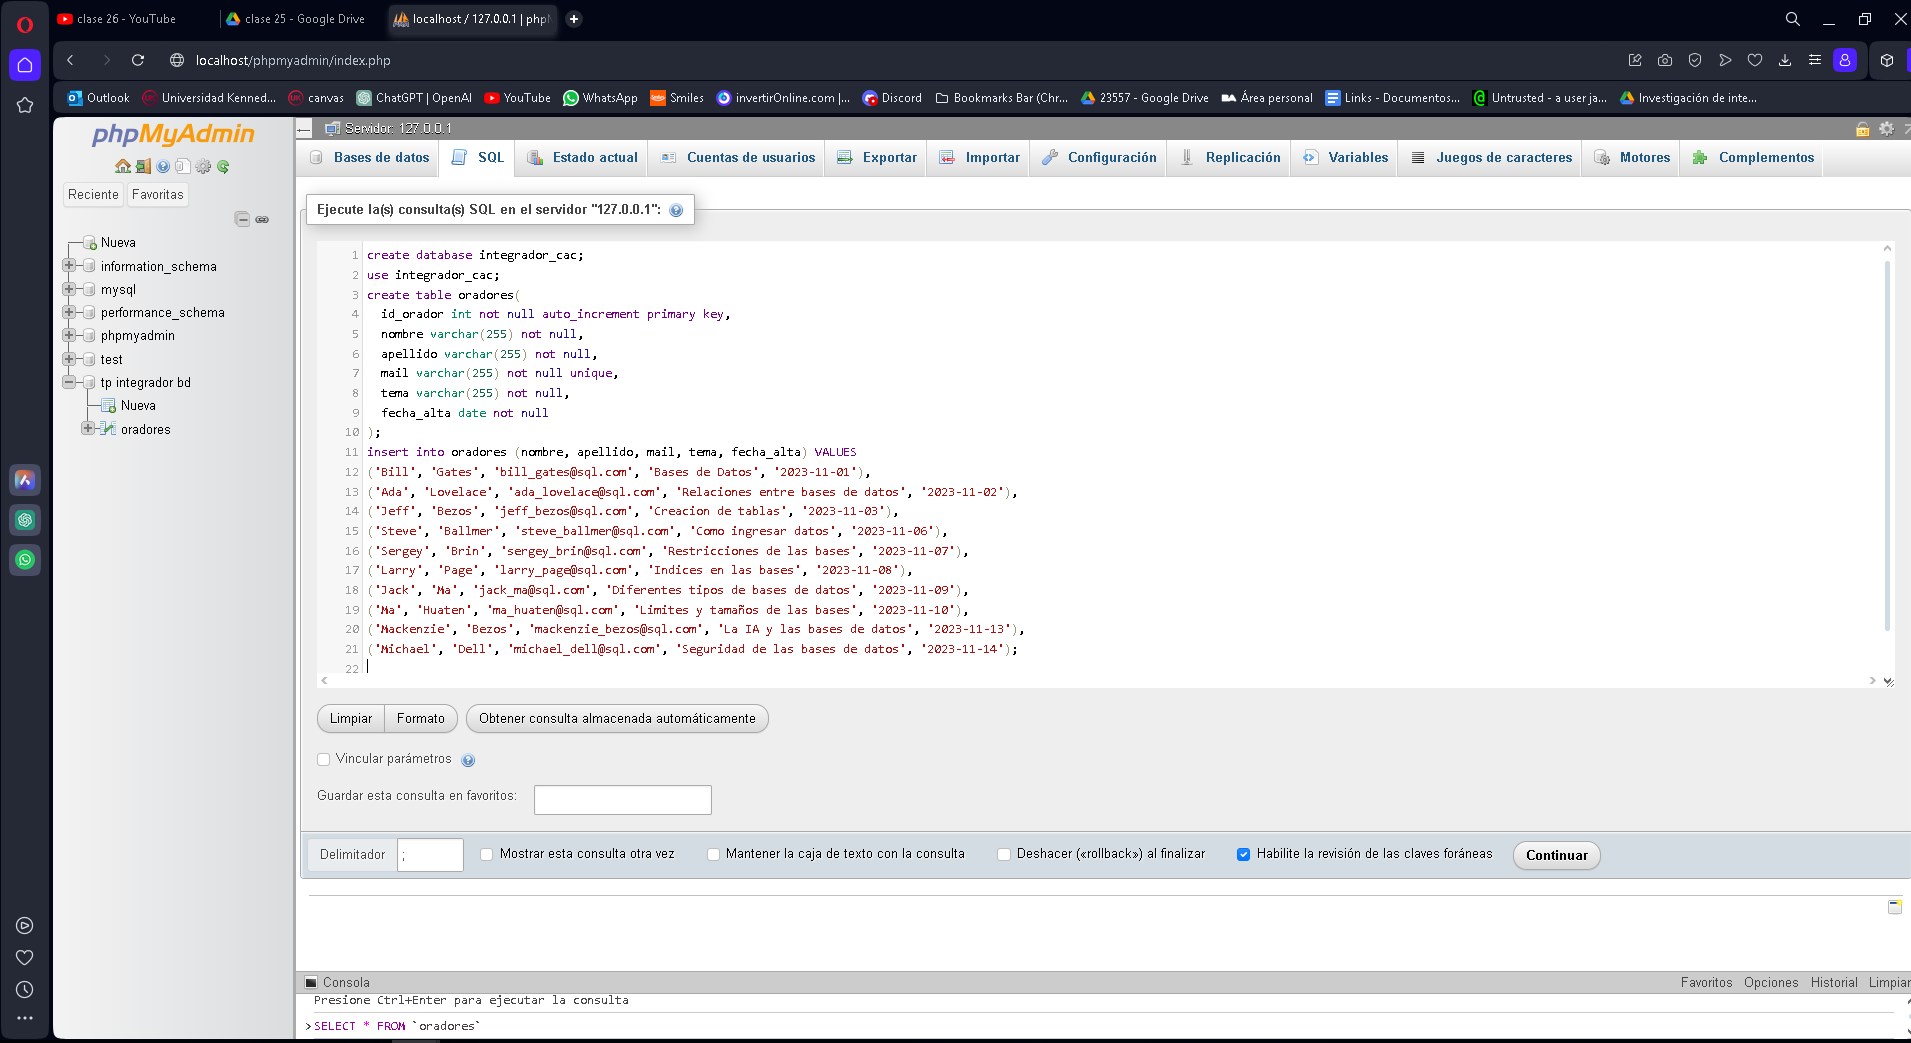 clase 26 - YouTube
clase 25 - Google Drive
localhost / 127.0.0.1 | phpM
localhost/phpmyadmin/index.php
Outlook
Universidad Kenned...
canvas
ChatGPT | OpenAI
YouTube
WhatsApp
Smiles
invertirOnline.com |...
Discord
Bookmarks Bar (Chr...
23557 - Google Drive
Área personal
Links - Documentos...
Untrusted - a user ja...
Investigación de inte...
phpMyAdmin
Reciente
Favoritas
Nueva
information_schema
mysql
performance_schema
phpmyadmin
test
tp integrador bd
Nueva
oradores
Servidor: 127.0.0.1
Bases de datos
SQL
Estado actual
Cuentas de usuarios
Exportar
Importar
Configuración
Replicación
Variables
Juegos de caracteres
Motores
Complementos
Ejecute la(s) consulta(s) SQL en el servidor "127.0.0.1":
1 create database integrador_cac;
2 use integrador_cac;
3 create table oradores(
4 id_orador int not null auto_increment primary key,
5 nombre varchar(255) not null,
6 apellido varchar(255) not null,
7 mail varchar(255) not null unique,
8 tema varchar(255) not null,
9 fecha_alta date not null
10 );
11 insert into oradores (nombre, apellido, mail, tema, fecha_alta) VALUES
12 ('Bill', 'Gates', 'bill_gates@sql.com', 'Bases de Datos', '2023-11-01'),
13 ('Ada', 'Lovelace', 'ada_lovelace@sql.com', 'Relaciones entre bases de datos', '2023-11-02'),
14 ('Jeff', 'Bezos', 'jeff_bezos@sql.com', 'Creacion de tablas', '2023-11-03'),
15 ('Steve', 'Ballmer', 'steve_ballmer@sql.com', 'Como ingresar datos', '2023-11-06'),
16 ('Sergey', 'Brin', 'sergey_brin@sql.com', 'Restricciones de las bases', '2023-11-07'),
17 ('Larry', 'Page', 'larry_page@sql.com', 'Indices en las bases', '2023-11-08'),
18 ('Jack', 'Ma', 'jack_ma@sql.com', 'Diferentes tipos de bases de datos', '2023-11-09'),
19 ('Ma', 'Huaten', 'ma_huaten@sql.com', 'Limites y tamaños de las bases', '2023-11-10'),
20 ('Mackenzie', 'Bezos', 'mackenzie_bezos@sql.com', 'La IA y las bases de datos', '2023-11-13'),
21 ('Michael', 'Dell', 'michael_dell@sql.com', 'Seguridad de las bases de datos', '2023-11-14');
22
Limpiar
Formato
Obtener consulta almacenada automáticamente
Vincular parámetros
Guardar esta consulta en favoritos:
Delimitador
;
Mostrar esta consulta otra vez
Mantener la caja de texto con la consulta
Deshacer («rollback») al finalizar
Habilite la revisión de las claves foráneas
Continuar
Consola
Favoritos
Opciones
Historial
Limpiar
Presione Ctrl+Enter para ejecutar la consulta
>SELECT * FROM `oradores`